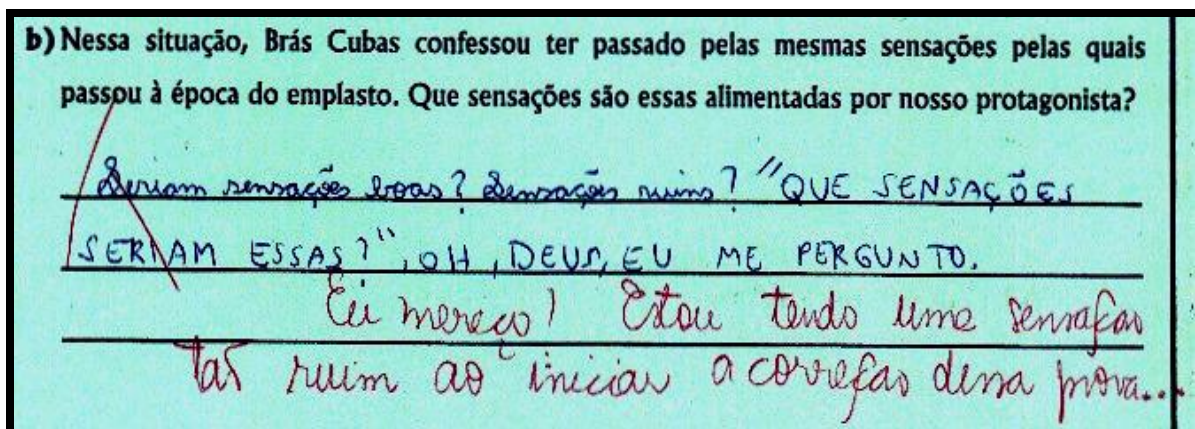 b) Nessa situação, Brás Cubas confessou ter passado pelas mesmas sensações pelas quais
passou à época do emplasto. Que sensações são essas alimentadas por nosso protagonista?
Seriam sensações boas? Sensações ruins? "QUE SENSAÇÕES
SERIAM ESSAS?", OH, DEUS, EU ME PERGUNTO.
Eu mereço! Estou tendo uma sensação
tão ruim ao iniciar a correção dessa prova...